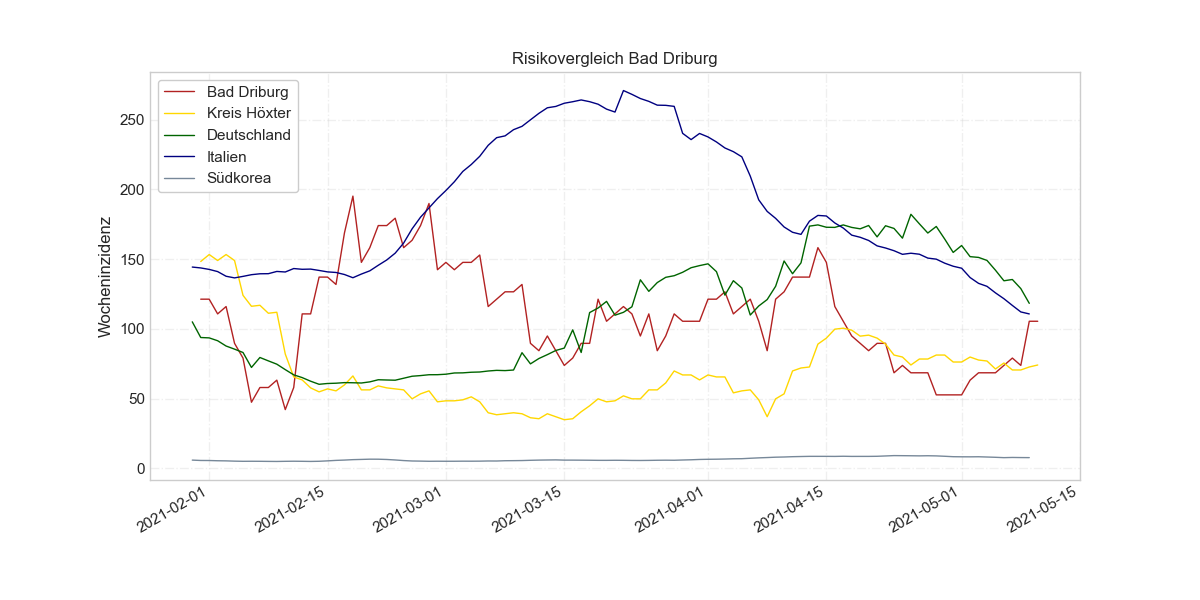 Risikovergleich Bad Driburg
Bad Driburg
Kreis Höxter
Deutschland
Italien
Südkorea
Wocheninzidenz
250
200
150
100
50
0
2021-02-01
2021-02-15
2021-03-01
2021-03-15
2021-04-01
2021-04-15
2021-05-01
2021-05-15